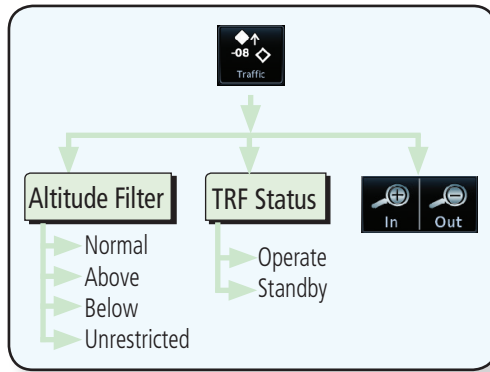 -08
Traffic
Altitude Filter
Normal
Above
Below
Unrestricted
TRF Status
Operate
Standby
In
Out